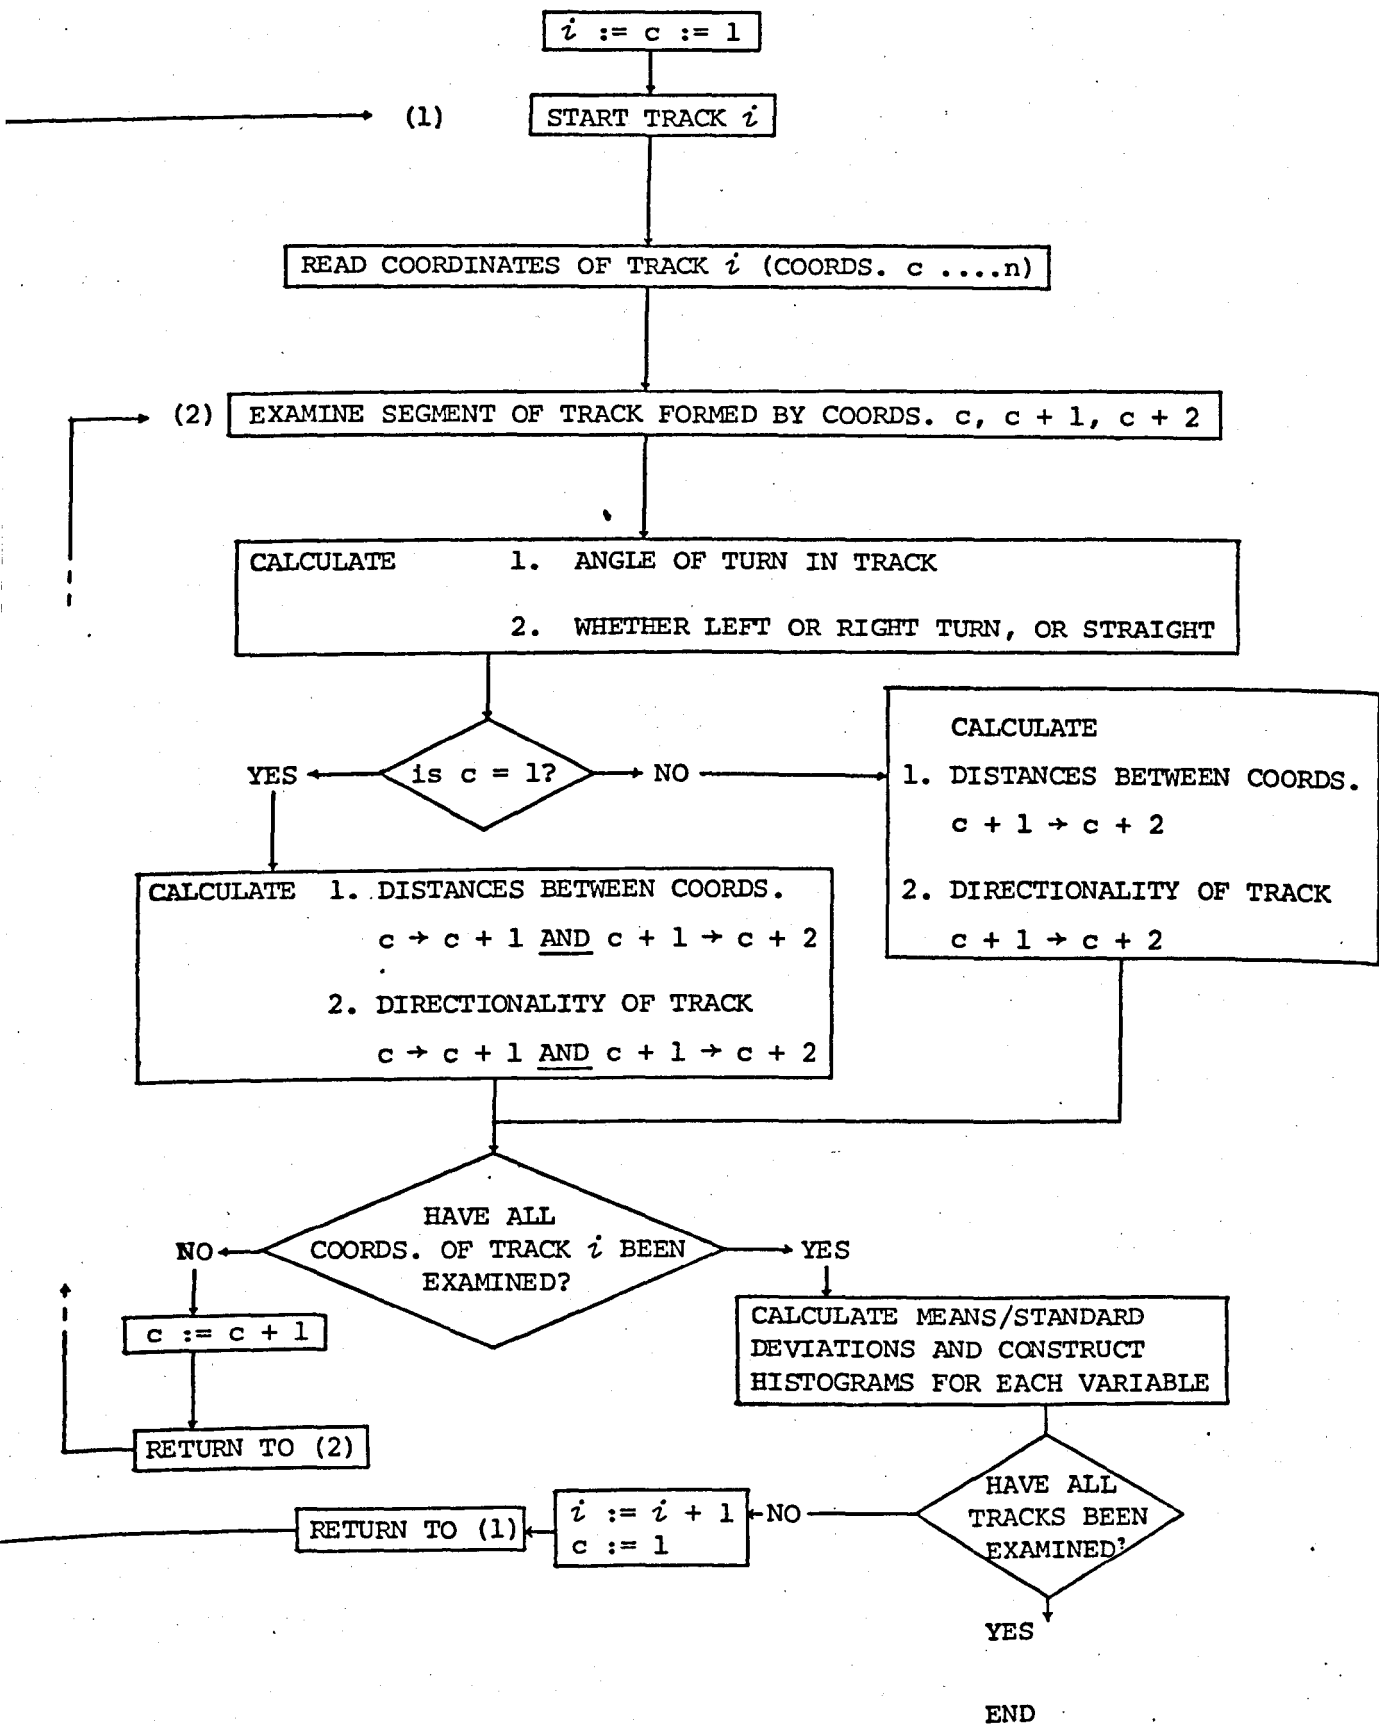 i := c := 1
(1)
START TRACK i
READ COORDINATES OF TRACK i (COORDS. c ....n)
(2)
EXAMINE SEGMENT OF TRACK FORMED BY COORDS. c, c + 1, c + 2
CALCULATE 1. ANGLE OF TURN IN TRACK
2. WHETHER LEFT OR RIGHT TURN, OR STRAIGHT
is c = 1?
YES
NO
CALCULATE
1. DISTANCES BETWEEN COORDS.
c + 1 → c + 2
2. DIRECTIONALITY OF TRACK
c + 1 → c + 2
CALCULATE 1. DISTANCES BETWEEN COORDS.
c → c + 1 AND c + 1 → c + 2
2. DIRECTIONALITY OF TRACK
c → c + 1 AND c + 1 → c + 2
HAVE ALL
COORDS. OF TRACK i BEEN
EXAMINED?
NO
YES
c := c + 1
RETURN TO (2)
CALCULATE MEANS/STANDARD
DEVIATIONS AND CONSTRUCT
HISTOGRAMS FOR EACH VARIABLE
HAVE ALL
TRACKS BEEN
EXAMINED?
NO
i := i + 1
c := 1
RETURN TO (1)
YES
END